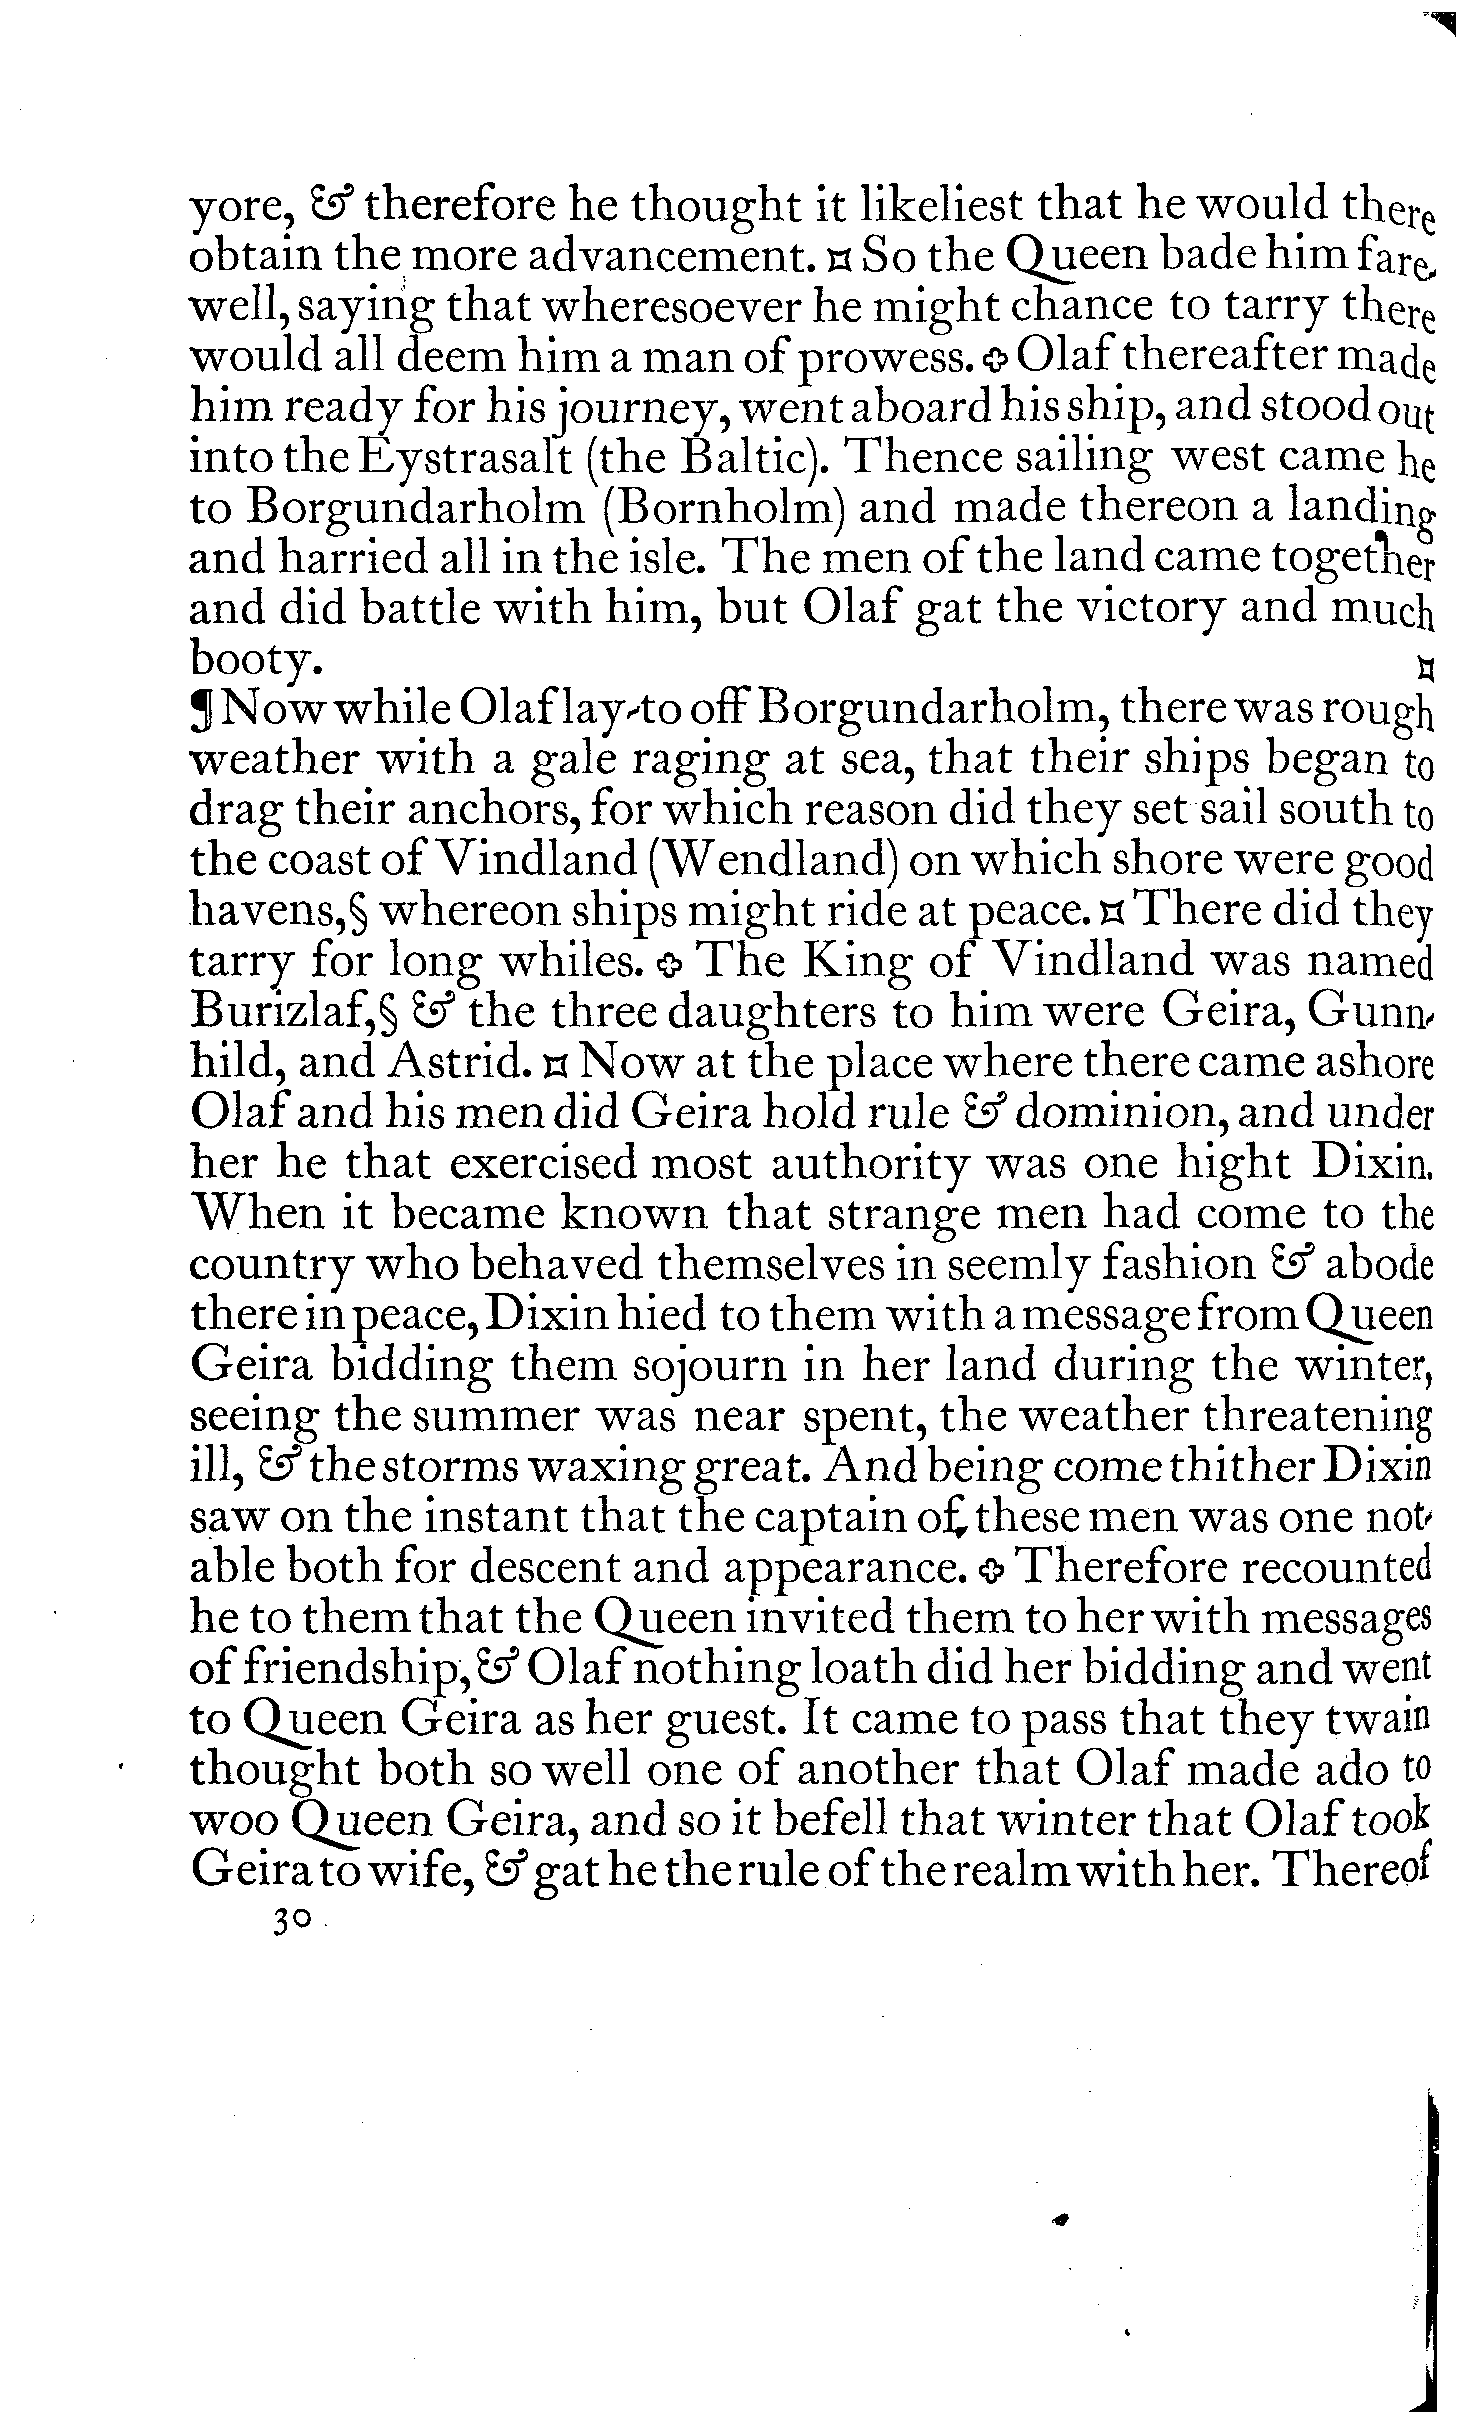 yore, & therefore he thought it likeliest that he would there
obtain the more advancement. ¤ So the Queen bade him fare-
well, saying that wheresoever he might chance to tarry there
would all deem him a man of prowess. ✣ Olaf thereafter made
him ready for his journey, went aboard his ship, and stood out
into the Eystrasalt (the Baltic). Thence sailing west came he
to Borgundarholm (Bornholm) and made thereon a landing
and harried all in the isle. The men of the land came together
and did battle with him, but Olaf gat the victory and much
booty. ¤
¶ Now while Olaf lay-to off Borgundarholm, there was rough
weather with a gale raging at sea, that their ships began to
drag their anchors, for which reason did they set sail south to
the coast of Vindland (Wendland) on which shore were good
havens,§ whereon ships might ride at peace. ¤ There did they
tarry for long whiles. ✣ The King of Vindland was named
Burizlaf,§ & the three daughters to him were Geira, Gunn-
hild, and Astrid. ¤ Now at the place where there came ashore
Olaf and his men did Geira hold rule & dominion, and under
her he that exercised most authority was one hight Dixin.
When it became known that strange men had come to the
country who behaved themselves in seemly fashion & abode
there in peace, Dixin hied to them with a message from Queen
Geira bidding them sojourn in her land during the winter,
seeing the summer was near spent, the weather threatening
ill, & the storms waxing great. And being come thither Dixin
saw on the instant that the captain of these men was one not-
able both for descent and appearance. ✣ Therefore recounted
he to them that the Queen invited them to her with messages
of friendship, & Olaf nothing loath did her bidding and went
to Queen Geira as her guest. It came to pass that they twain
thought both so well one of another that Olaf made ado to
woo Queen Geira, and so it befell that winter that Olaf took
Geira to wife, & gat he the rule of the realm with her. Thereof
30